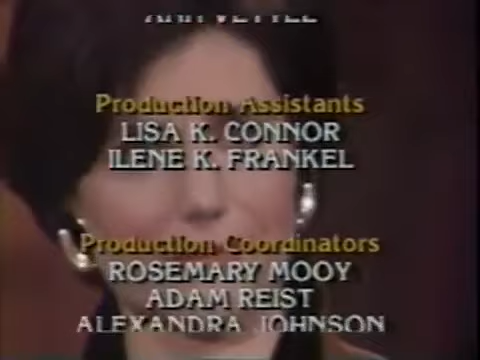 Production Assistants
LISA K. CONNOR
ILENE K. FRANKEL
Production Coordinators
ROSEMARY MOOY
ADAM REIST
ALEXANDRA JOHNSON